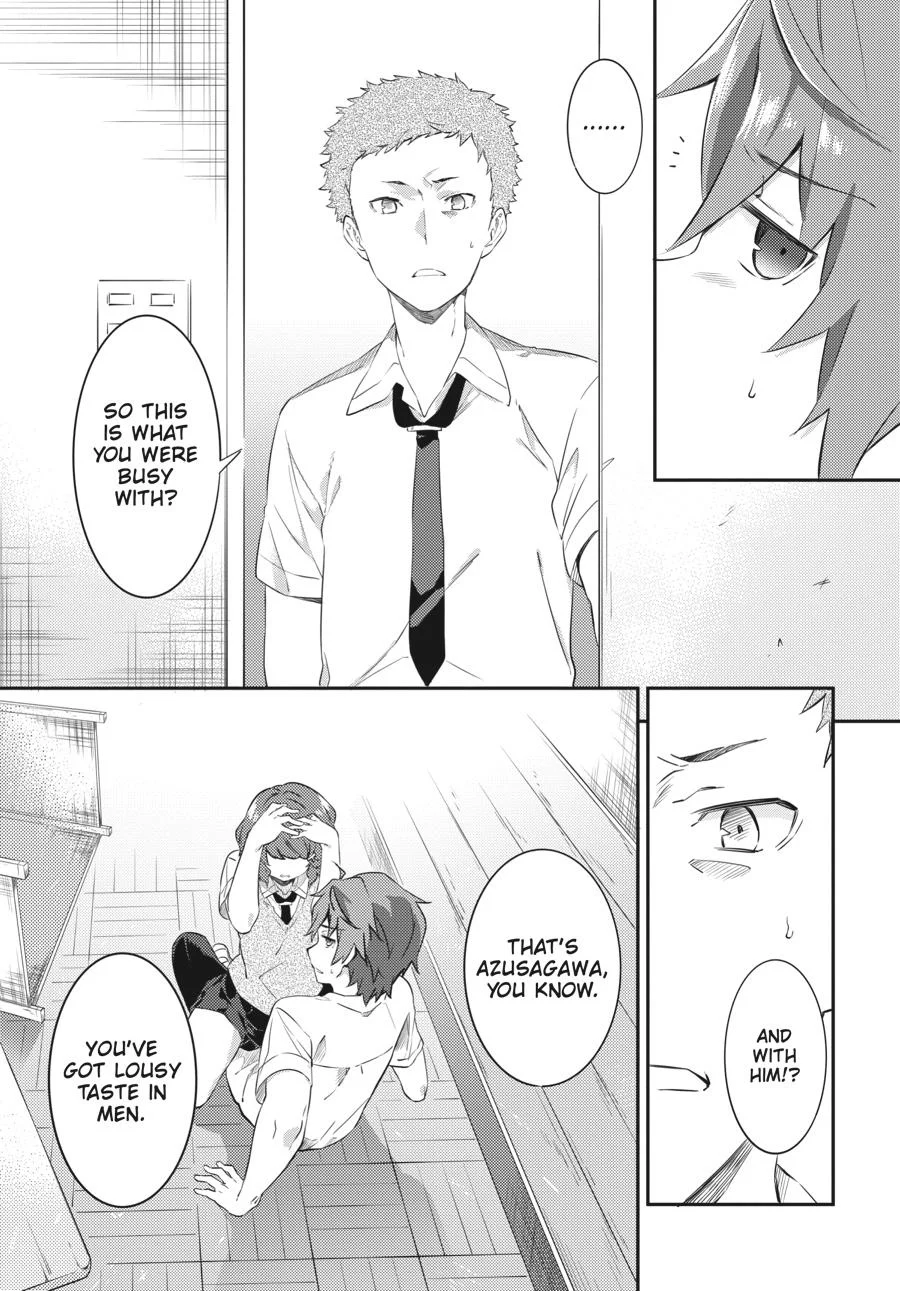 ......
SO THIS
IS WHAT
YOU WERE
BUSY
WITH?
AND
WITH
HIM!?
THAT'S
AZUSAGAWA,
YOU KNOW.
YOU'VE
GOT LOUSY
TASTE IN
MEN.